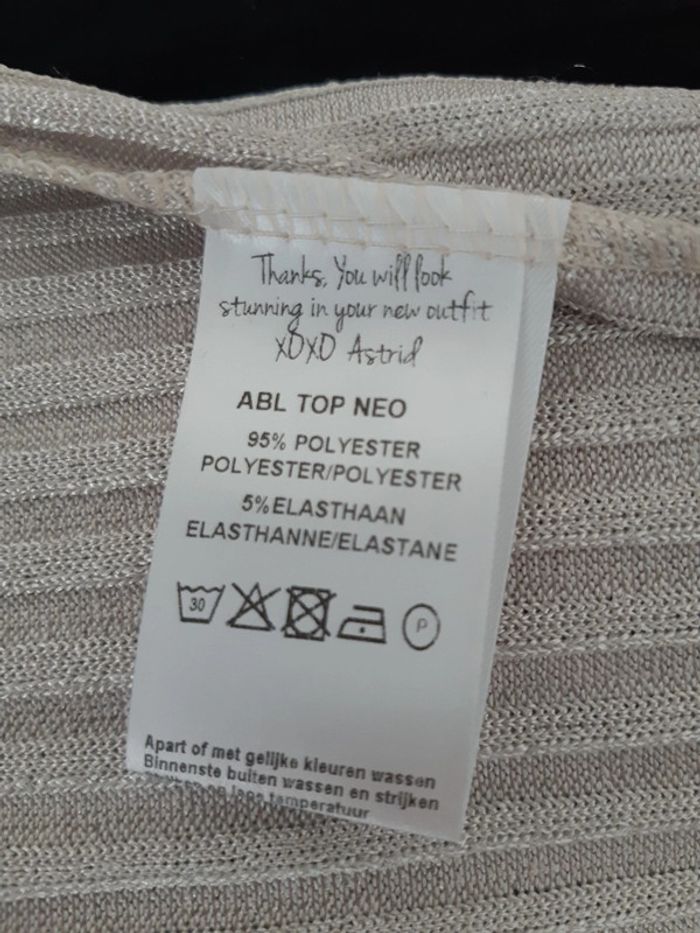 Thanks, You will look
stunning in your new outfit
XOXO Astrid
ABL TOP NEO
95% POLYESTER
POLYESTER/POLYESTER
5%ELASTHAAN
ELASTHANNE/ELASTANE
30
P
Apart of met gelijke kleuren wassen
Binnenste buiten wassen en strijken
temperatuur